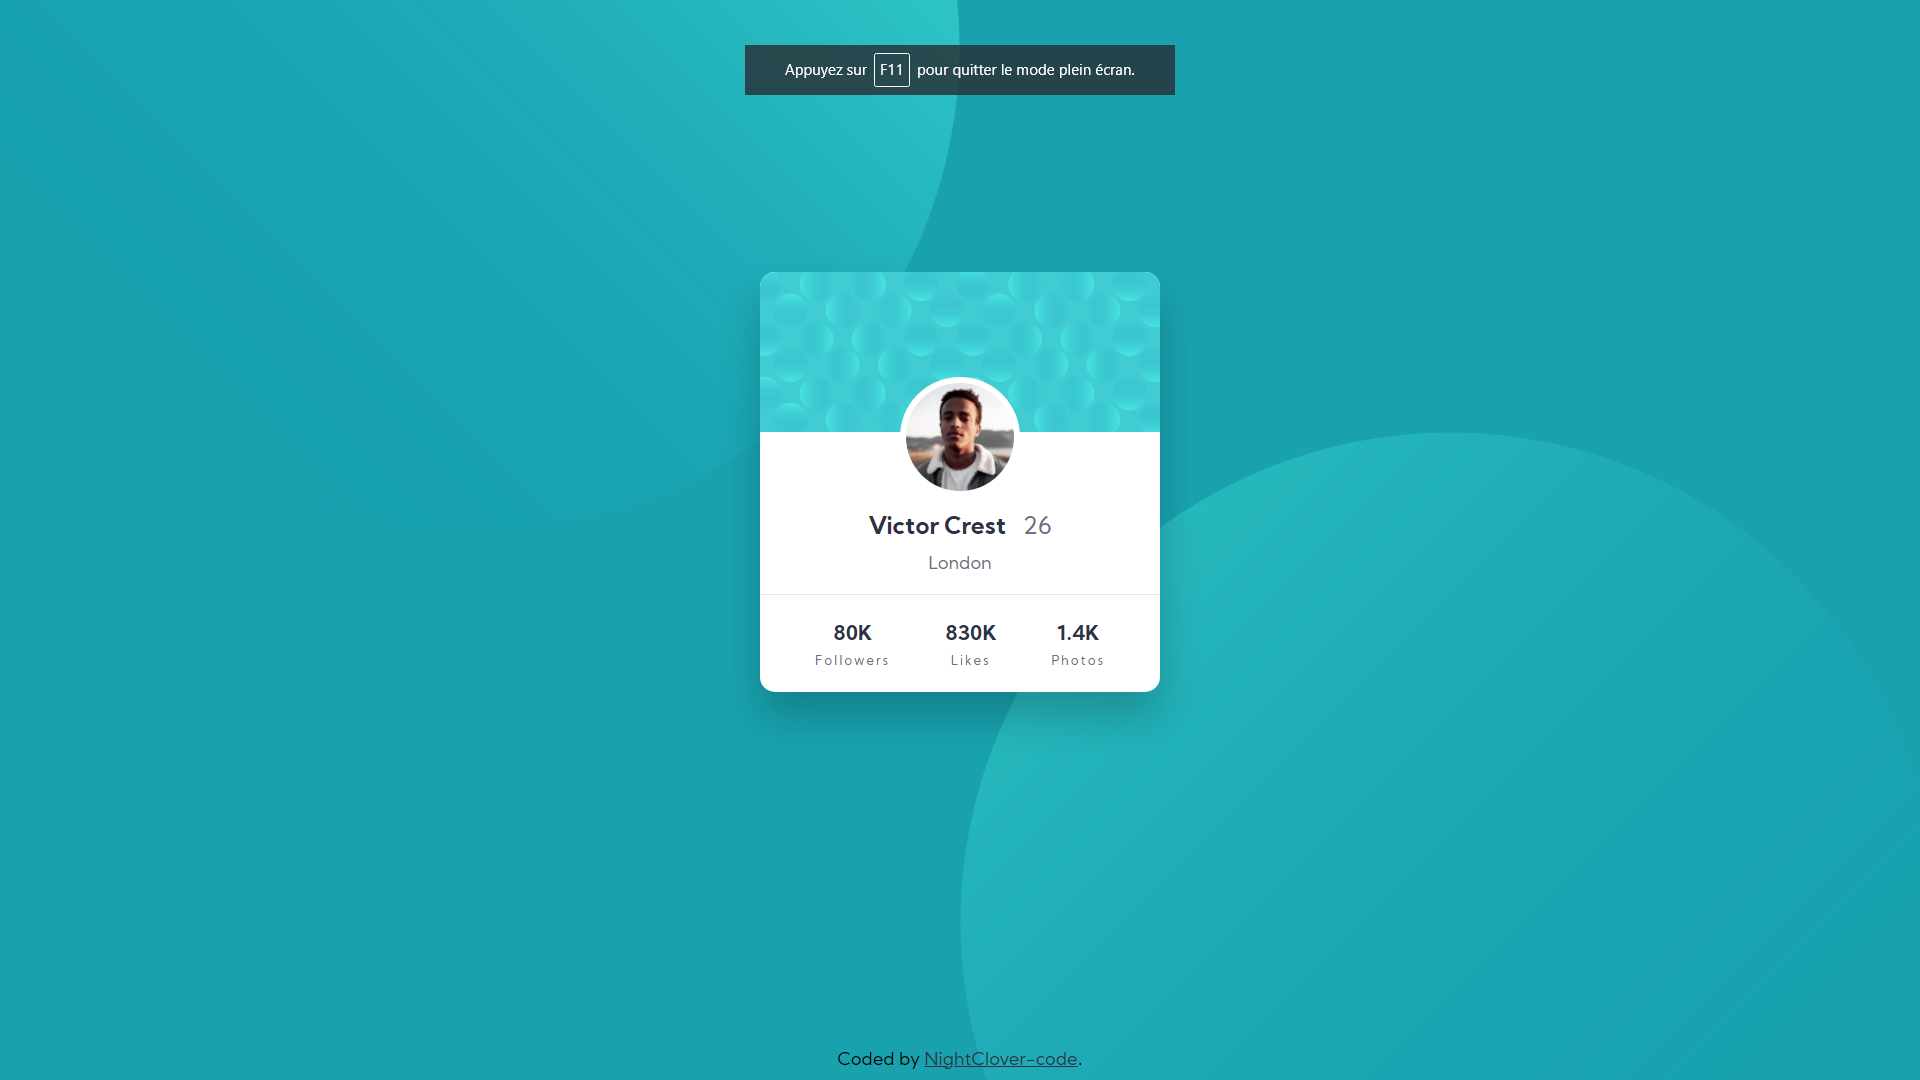 Appuyez sur F11 pour quitter le mode plein écran.
Victor Crest 26
London
80K 830K 1.4K
Followers Likes Photos
Coded by NightClover-code.